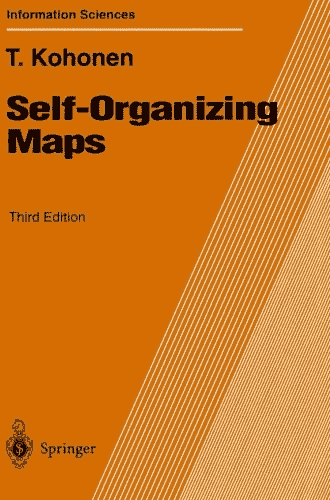 Information Sciences
T. Kohonen
Self-Organizing
Maps
Third Edition
Springer